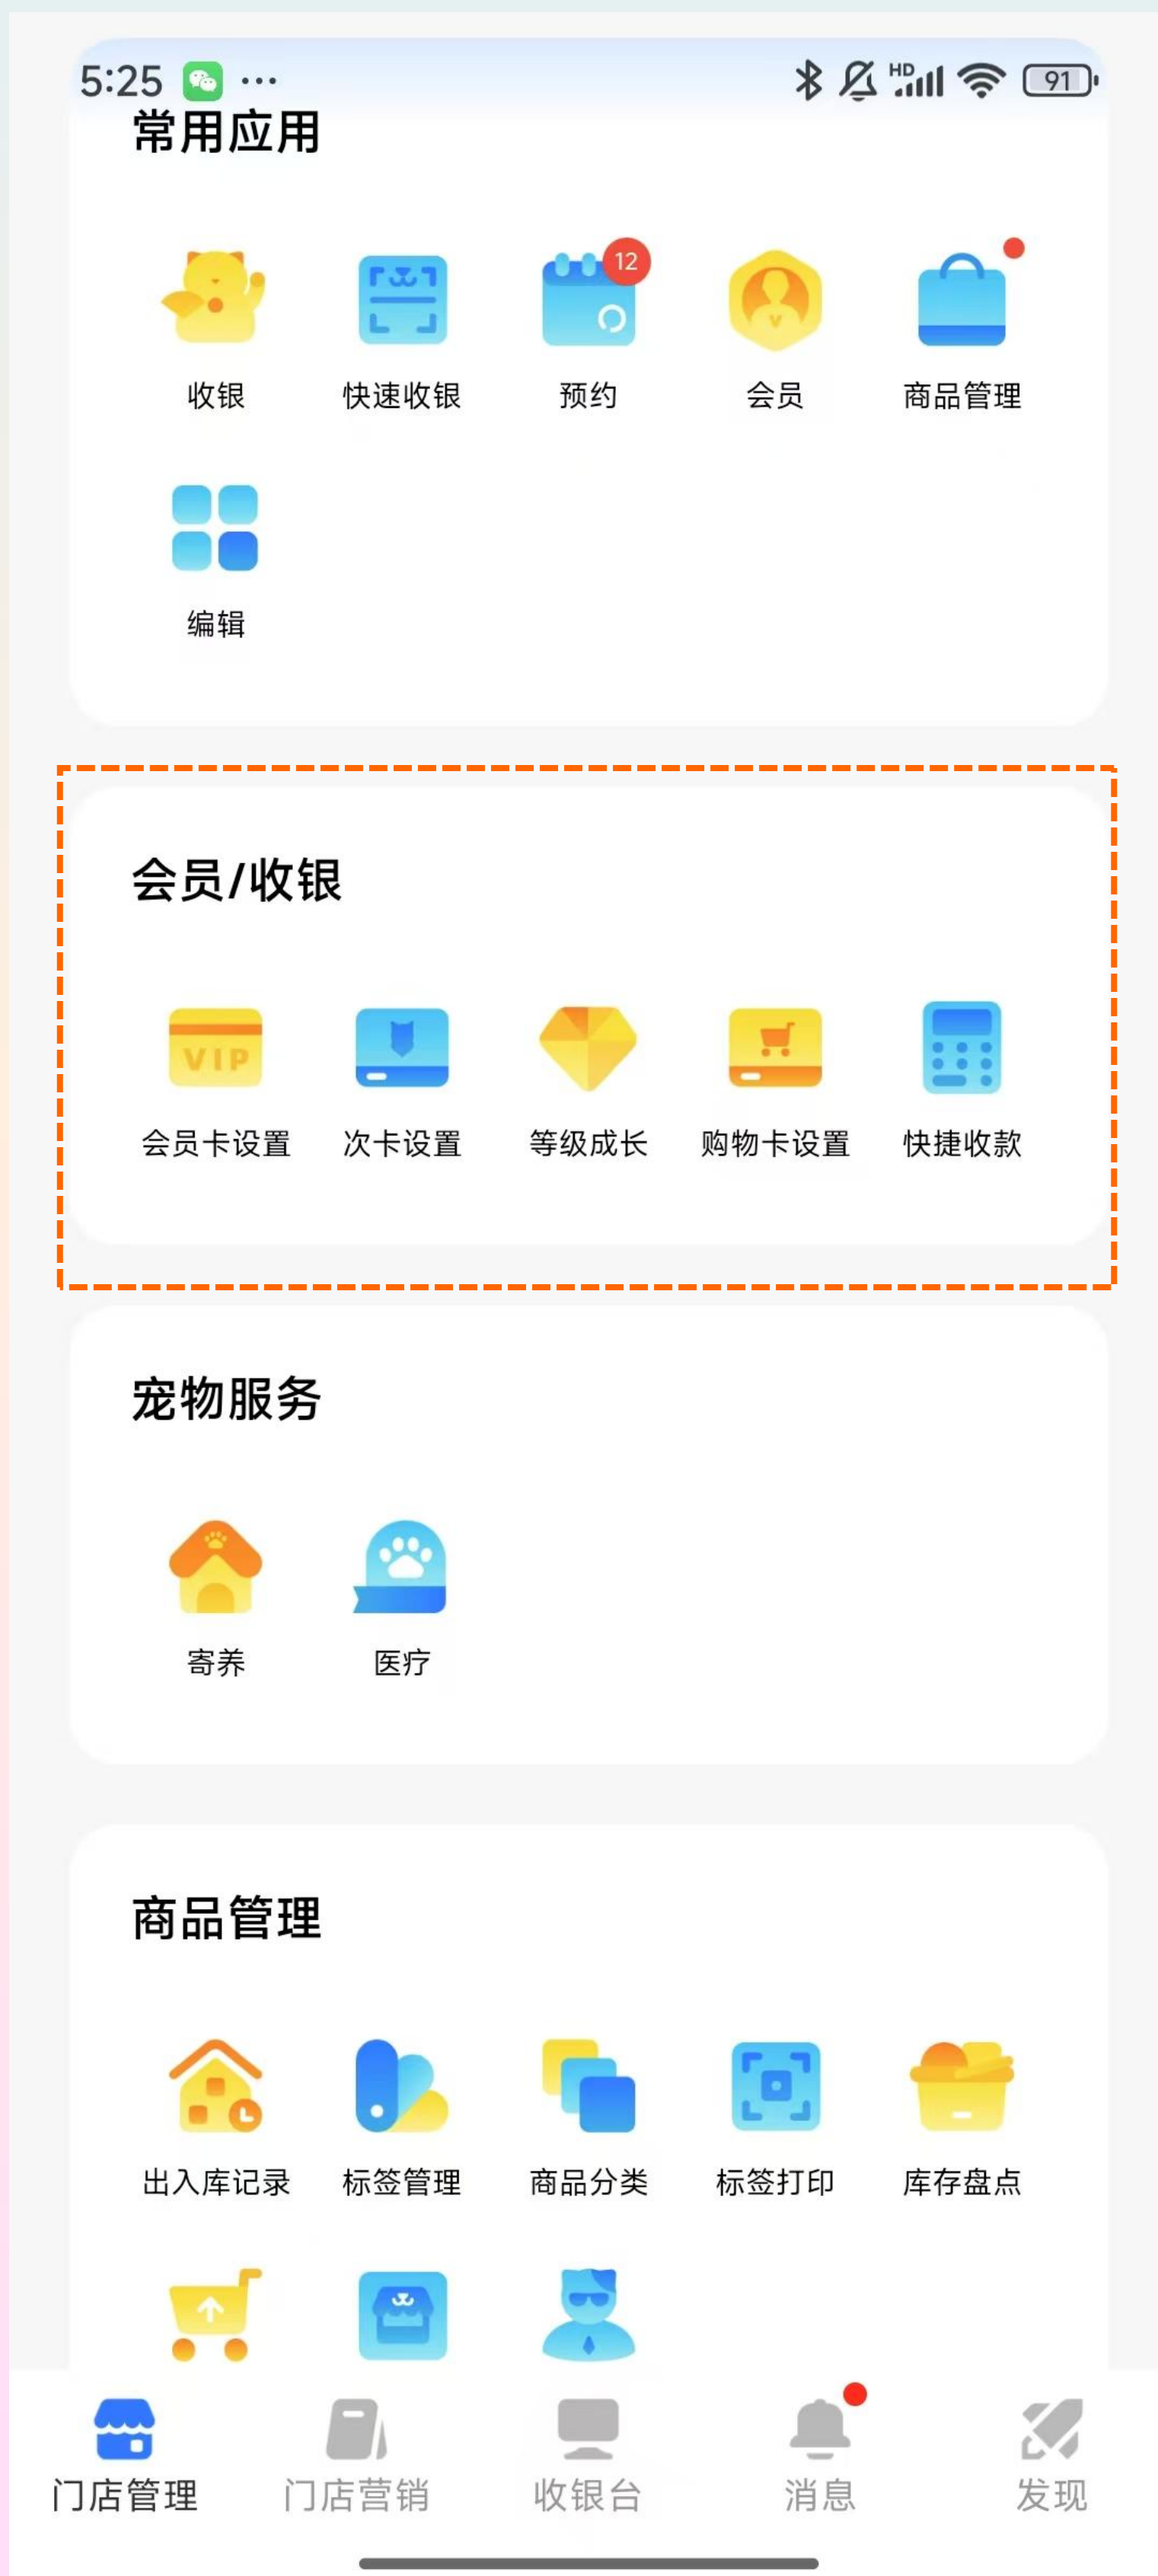 5:25 ··· HD 91
常用应用
12
收银 快速收银 预约 会员 商品管理
编辑
会员/收银
VIP
会员卡设置 次卡设置 等级成长 购物卡设置 快捷收款
宠物服务
寄养 医疗
商品管理
出入库记录 标签管理 商品分类 标签打印 库存盘点
门店管理 门店营销 收银台 消息 发现